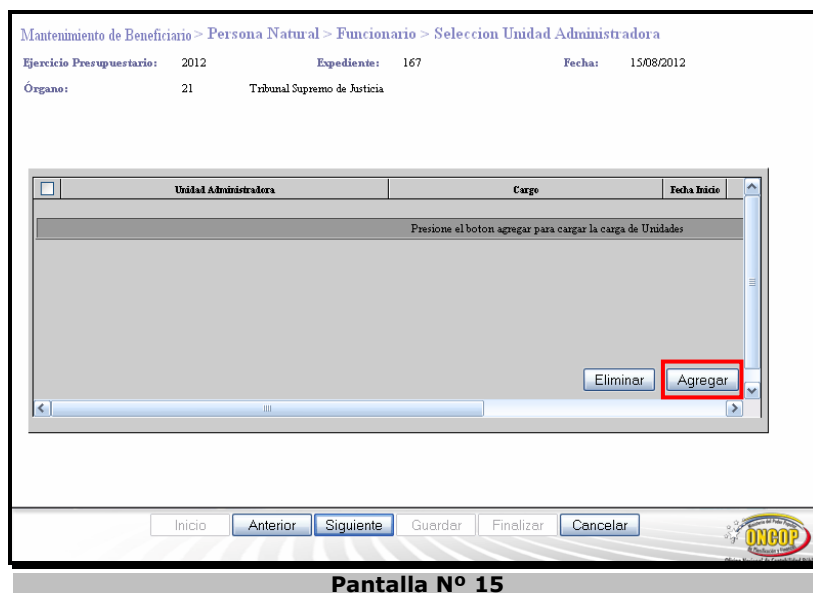 Mantenimiento de Beneficiario > Persona Natural > Funcionario > Seleccion Unidad Administradora
Ejercicio Presupuestario: 2012 Expediente: 167 Fecha: 15/08/2012
Órgano: 21 Tribunal Supremo de Justicia
Unidad Administradora Cargo Fecha Inicio
Presione el boton agregar para cargar la carga de Unidades
Eliminar Agregar
Inicio Anterior Siguiente Guardar Finalizar Cancelar
ONCOP
Pantalla Nº 15